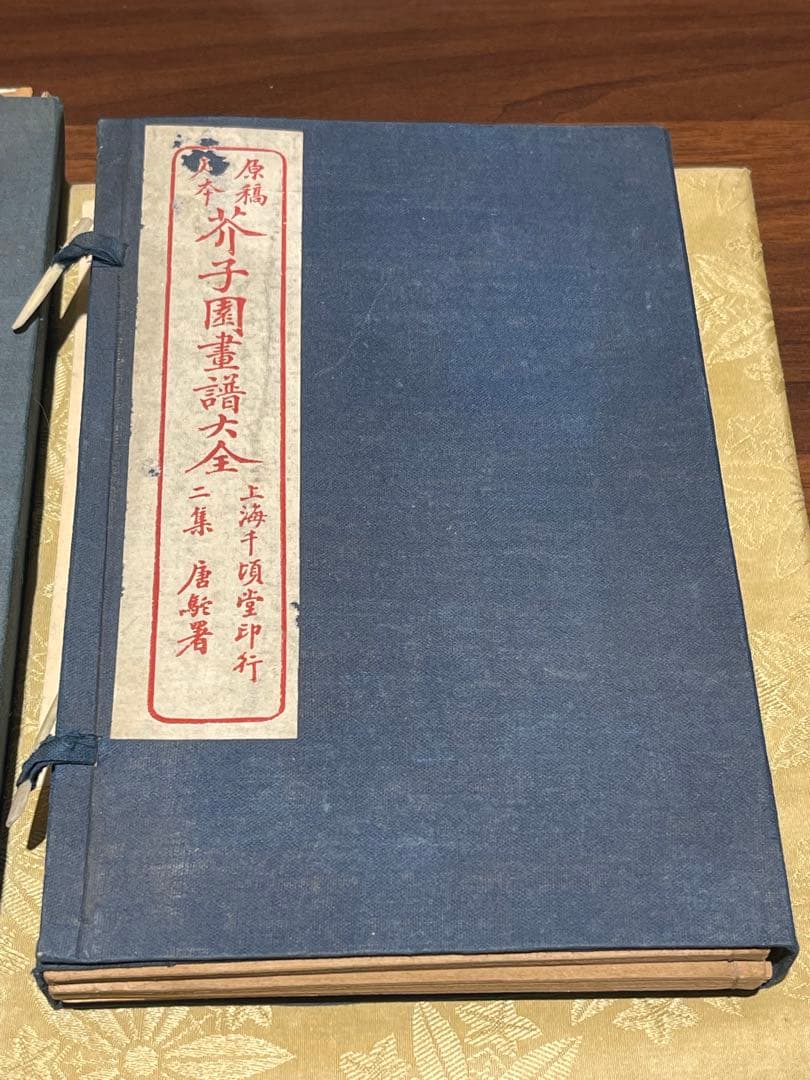 原稿
足本
芥子園畫譜大全
上海千頃堂印行
二集 唐駝署